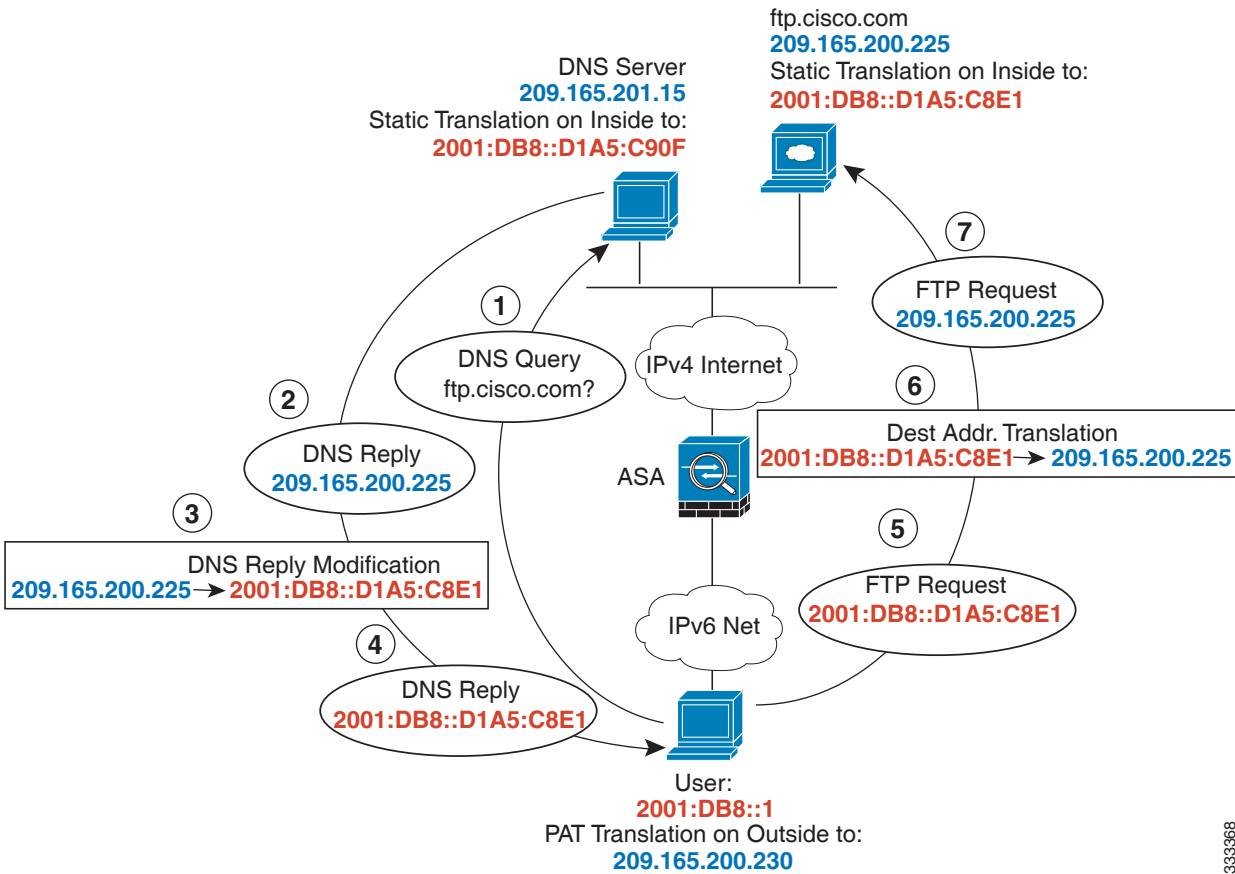 ftp.cisco.com
209.165.200.225
Static Translation on Inside to:
2001:DB8::D1A5:C8E1
DNS Server
209.165.201.15
Static Translation on Inside to:
2001:DB8::D1A5:C90F
7
FTP Request
209.165.200.225
1
DNS Query
ftp.cisco.com?
IPv4 Internet
2
DNS Reply
209.165.200.225
6
Dest Addr. Translation
2001:DB8::D1A5:C8E1 → 209.165.200.225
ASA
3
DNS Reply Modification
209.165.200.225 → 2001:DB8::D1A5:C8E1
5
FTP Request
2001:DB8::D1A5:C8E1
IPv6 Net
4
DNS Reply
2001:DB8::D1A5:C8E1
User:
2001:DB8::1
PAT Translation on Outside to:
209.165.200.230
333368